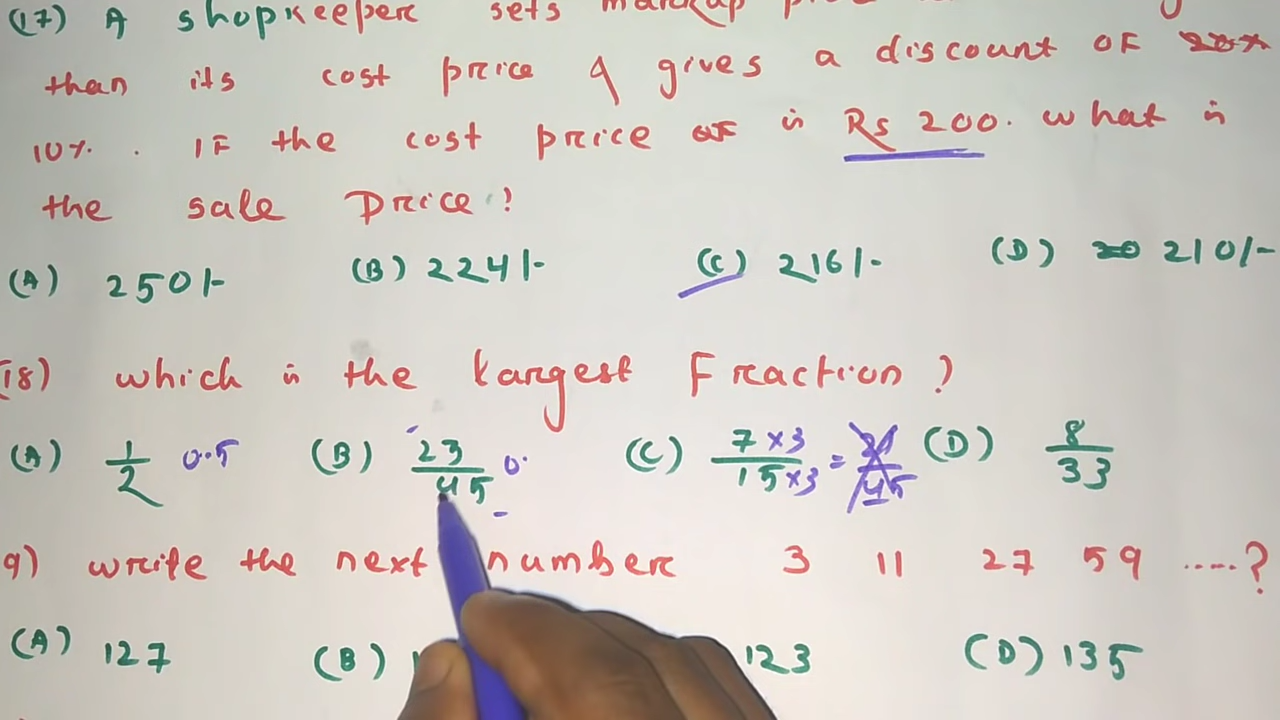 (17) A shopkeeper sets markup
than its cost price & gives a discount of
10%. If the cost price is Rs 200. what is
the sale price?
(A) 250/- (B) 224/- (C) 216/- (D) 210/-
(18) which is the largest Fraction?
(A) 1/2 0.5 (B) 23/45 0. (C) 7×3/15×3 = 21/45 (D) 8/33
9) write the next number 3 11 27 59 ....?
(A) 127 (B) 123 (D) 135